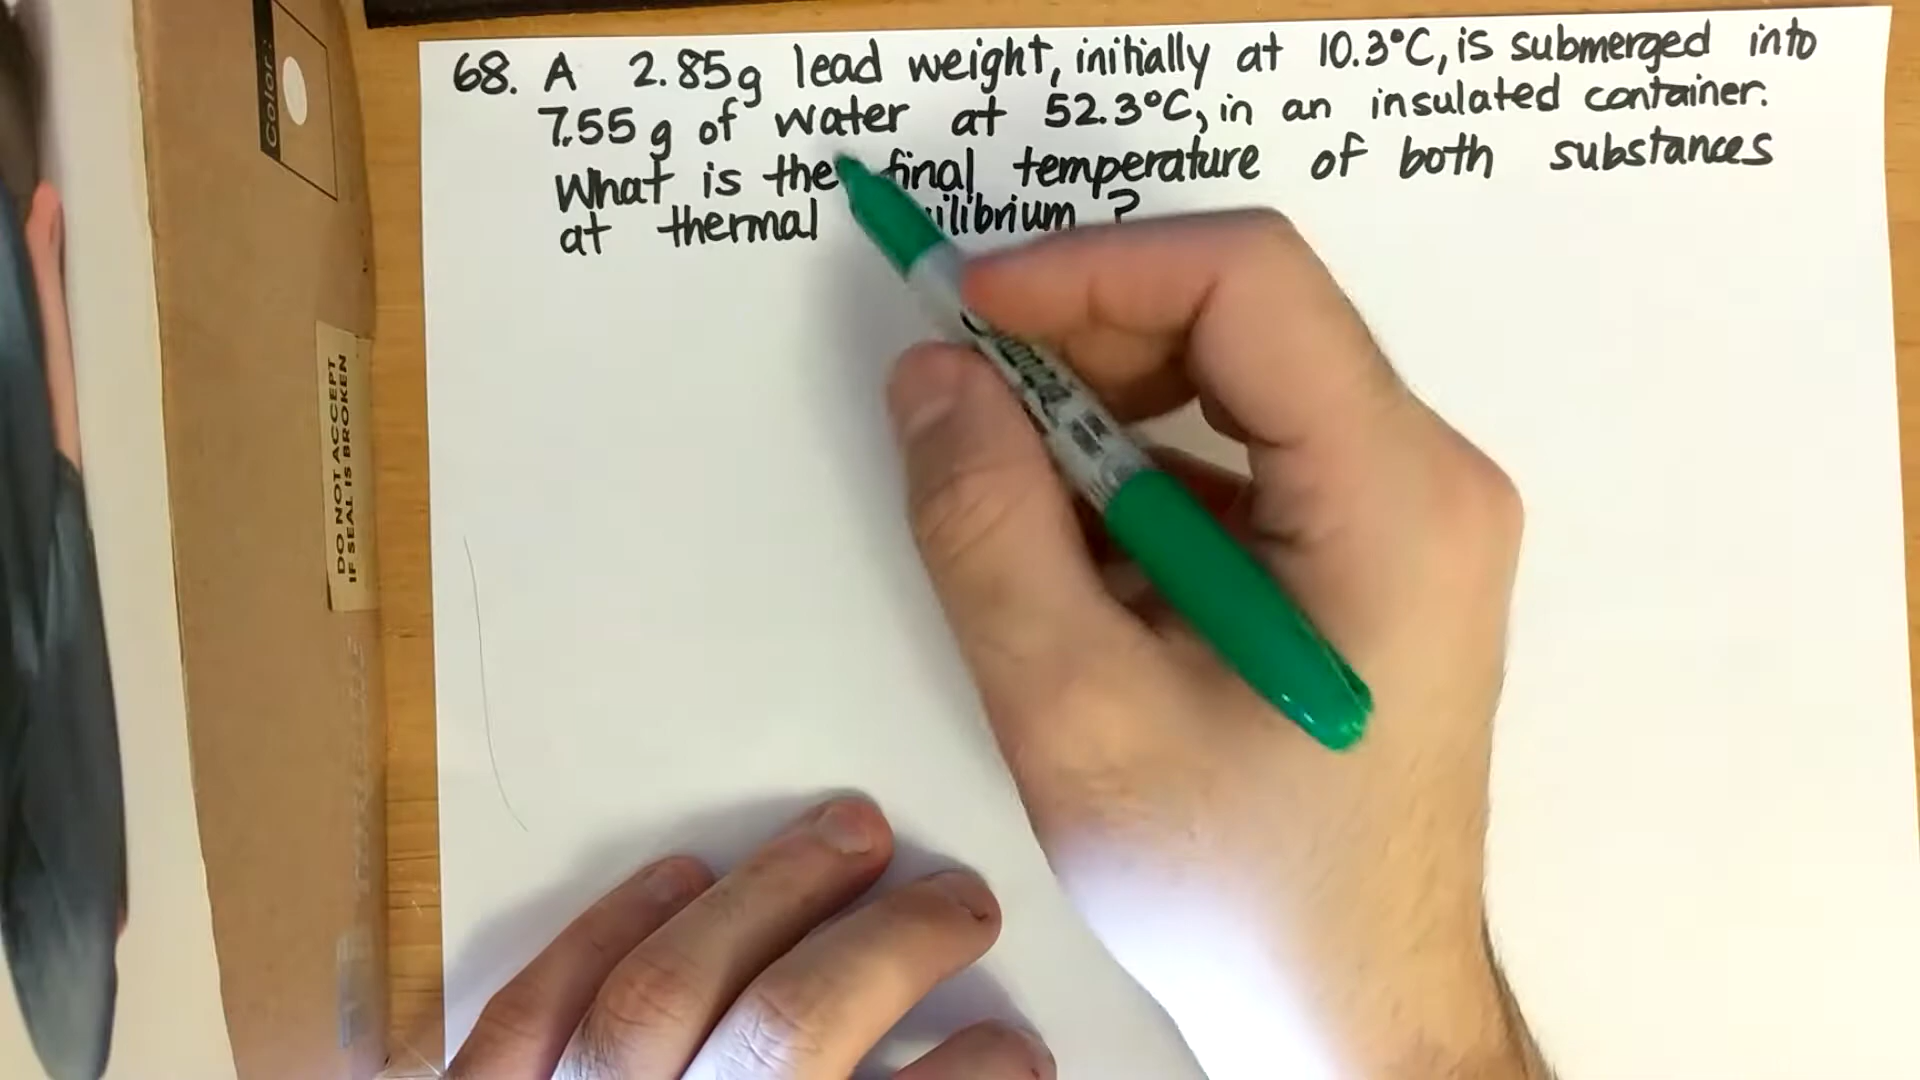 68. A 2.85g lead weight, initially at 10.3°C, is submerged into
7.55 g of water at 52.3°C, in an insulated container.
What is the final temperature of both substances
at thermal ?
Color:
DO NOT ACCEPT
IF SEAL IS BROKEN